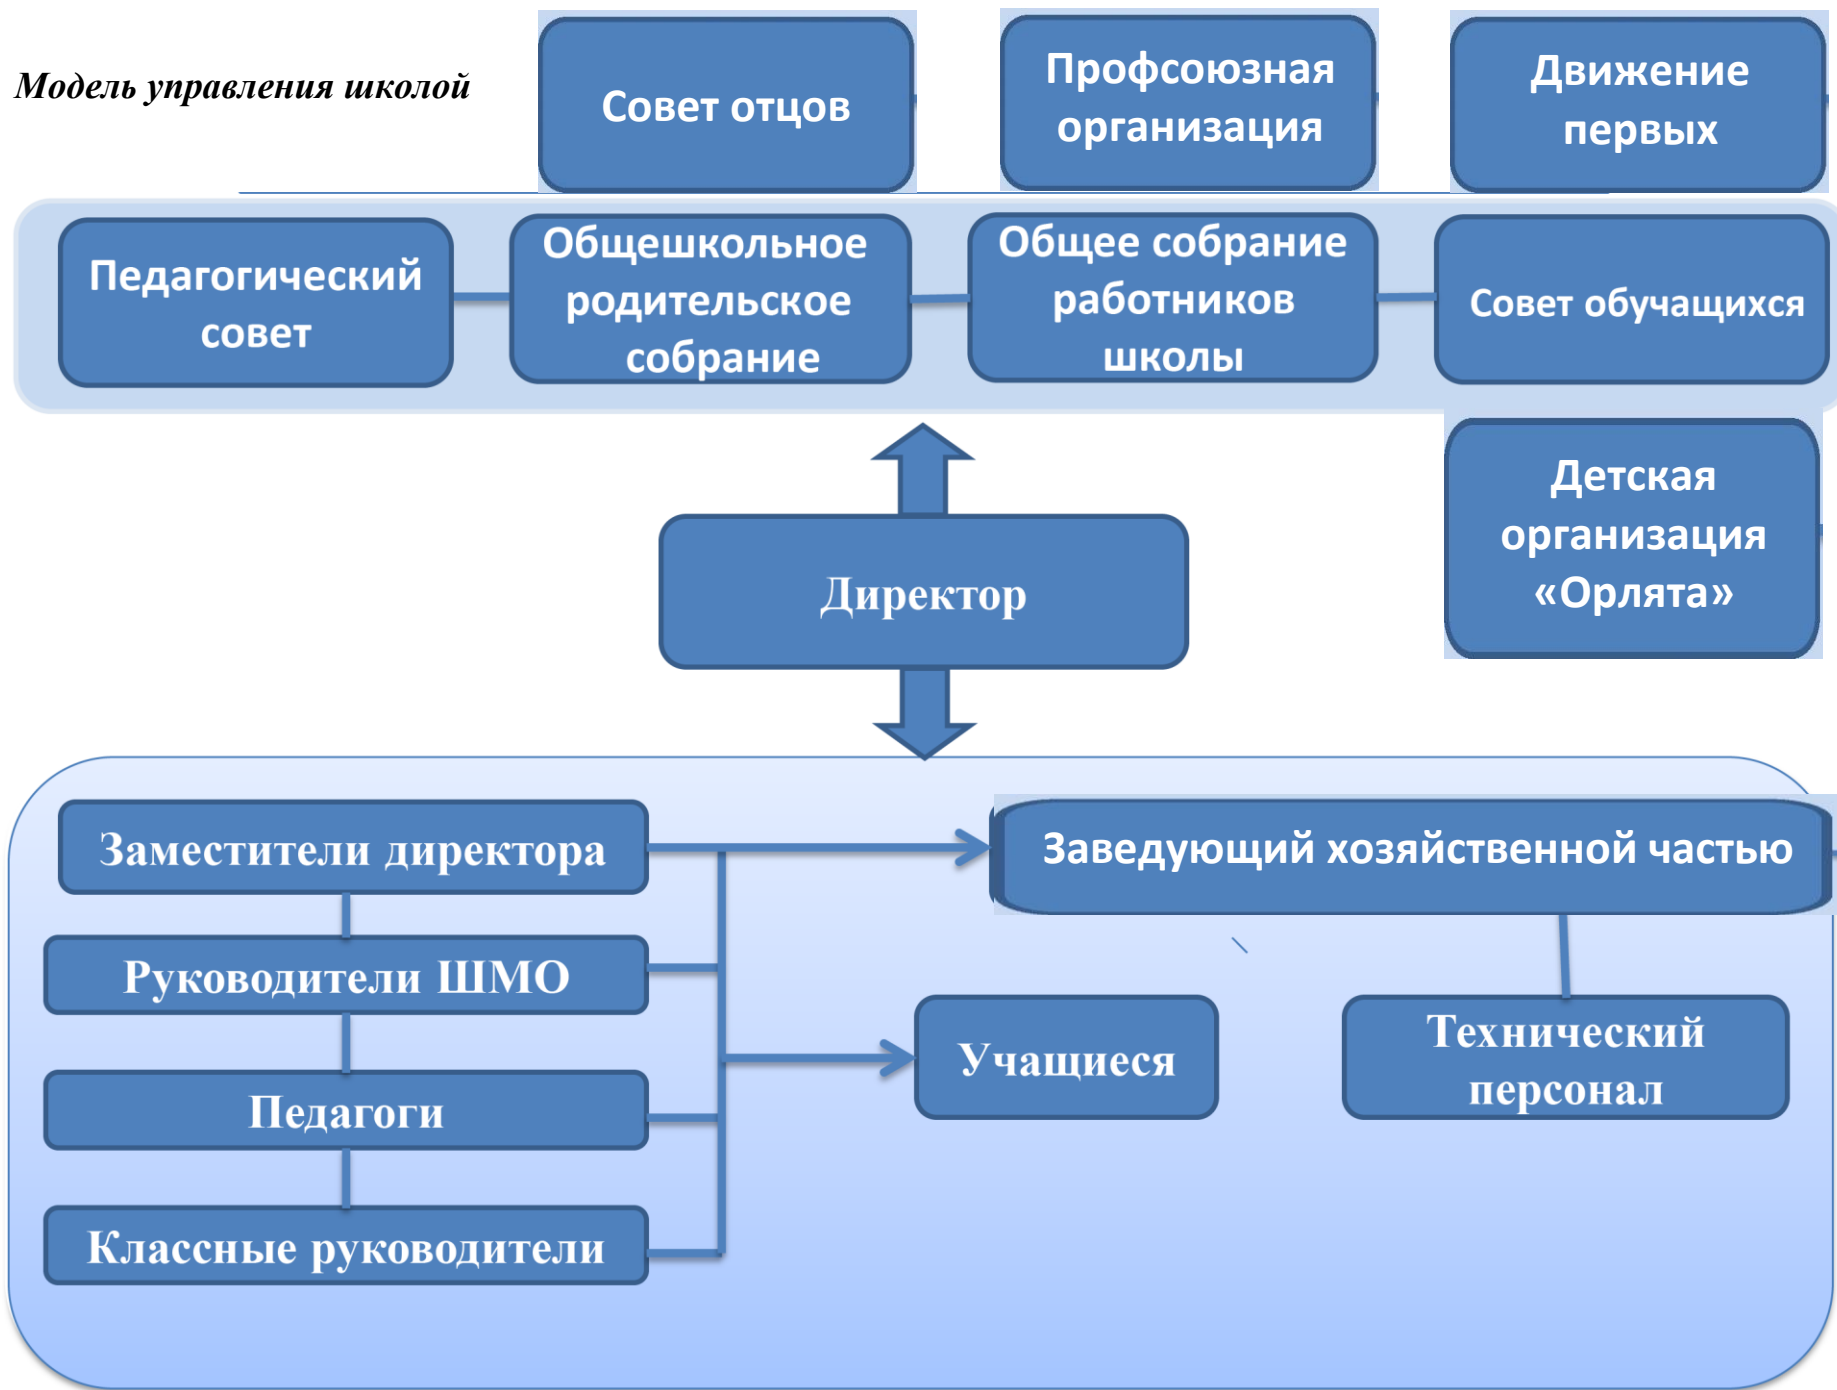 Модель управления школой
Совет отцов
Профсоюзная
организация
Движение
первых
Педагогический
совет
Общешкольное
родительское
собрание
Общее собрание
работников
школы
Совет обучащихся
Детская
организация
«Орлята»
Директор
Заместители директора
Заведующий хозяйственной частью
Руководители ШМО
Учащиеся
Технический
персонал
Педагоги
Классные руководители